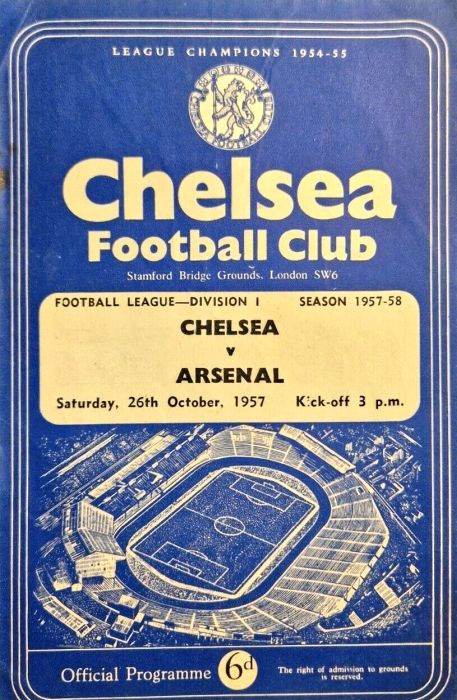 LEAGUE CHAMPIONS 1954-55
Chelsea
Football Club
Stamford Bridge Grounds, London SW6
FOOTBALL LEAGUE—DIVISION I SEASON 1957-58
CHELSEA
v
ARSENAL
Saturday, 26th October, 1957 Kick-off 3 p.m.
Official Programme 6d The right of admission to grounds
is reserved.